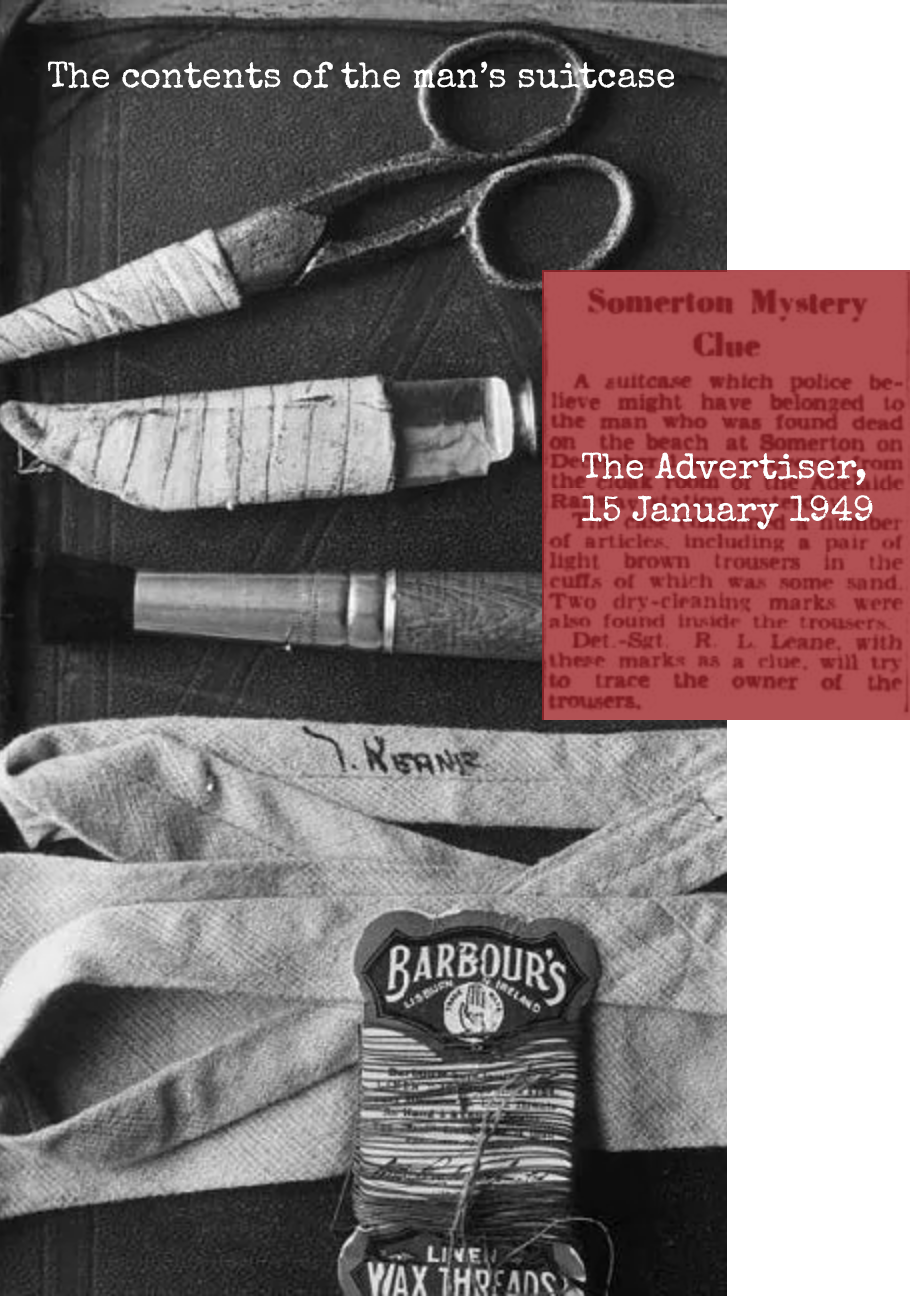 The contents of the man's suitcase
Somerton Mystery
Clue
A suitcase which police be-
lieve might have belonged to
the man who was found dead
on the beach at Somerton on
The Advertiser,
15 January 1949
of articles, including a pair of
light brown trousers in the
cuffs of which was some sand.
Two dry-cleaning marks were
also found inside the trousers.
Det.-Sgt. R. L. Leane, with
these marks as a clue, will try
to trace the owner of the
trousers.
T. KEANE
BARBOUR'S
LISBURN IRELAND
LINEN
WAX THREADS